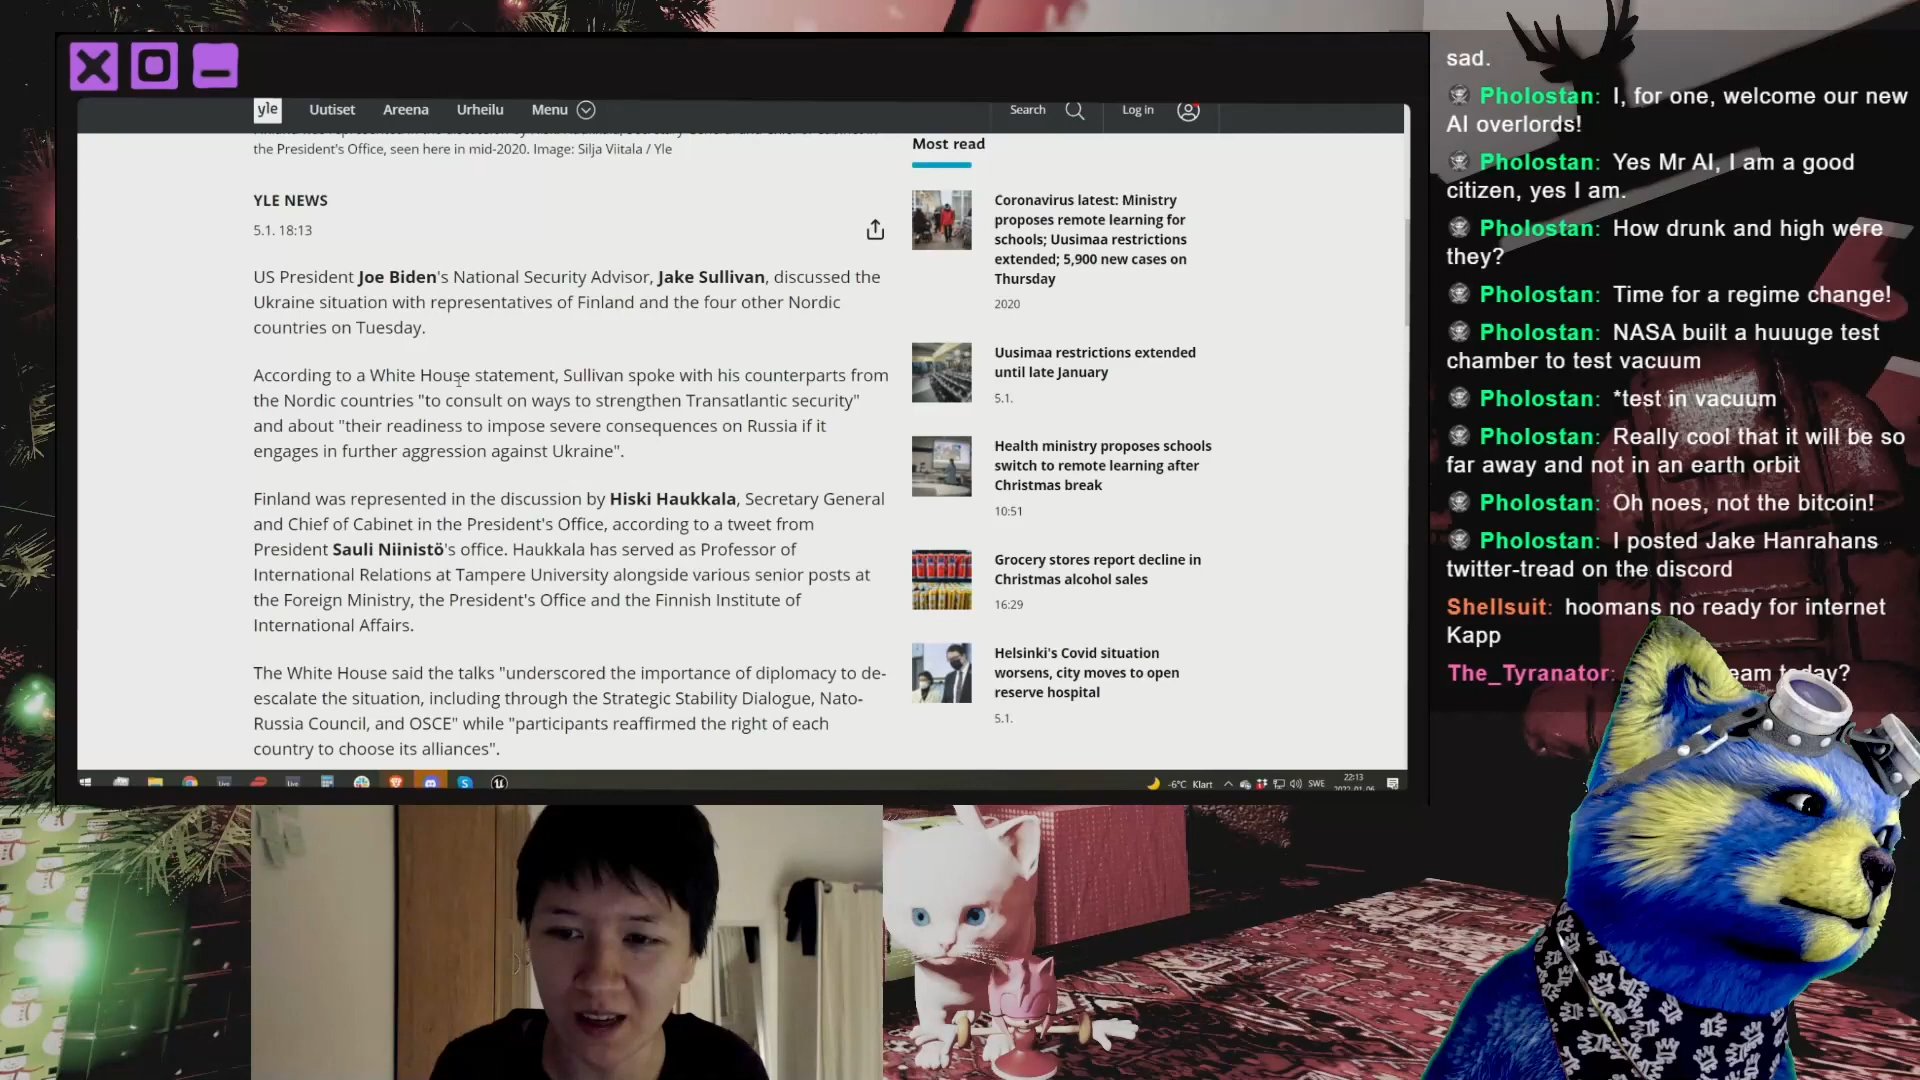 yle Uutiset Areena Urheilu Menu Search Log in
the President's Office, seen here in mid-2020. Image: Silja Viitala / Yle
YLE NEWS
5.1. 18:13
US President Joe Biden's National Security Advisor, Jake Sullivan, discussed the
Ukraine situation with representatives of Finland and the four other Nordic
countries on Tuesday.
According to a White House statement, Sullivan spoke with his counterparts from
the Nordic countries "to consult on ways to strengthen Transatlantic security"
and about "their readiness to impose severe consequences on Russia if it
engages in further aggression against Ukraine".
Finland was represented in the discussion by Hiski Haukkala, Secretary General
and Chief of Cabinet in the President's Office, according to a tweet from
President Sauli Niinistö's office. Haukkala has served as Professor of
International Relations at Tampere University alongside various senior posts at
the Foreign Ministry, the President's Office and the Finnish Institute of
International Affairs.
The White House said the talks "underscored the importance of diplomacy to de-
escalate the situation, including through the Strategic Stability Dialogue, Nato-
Russia Council, and OSCE" while "participants reaffirmed the right of each
country to choose its alliances".
Most read
Coronavirus latest: Ministry
proposes remote learning for
schools; Uusimaa restrictions
extended; 5,900 new cases on
Thursday
2020
Uusimaa restrictions extended
until late January
5.1.
Health ministry proposes schools
switch to remote learning after
Christmas break
10:51
Grocery stores report decline in
Christmas alcohol sales
16:29
Helsinki's Covid situation
worsens, city moves to open
reserve hospital
5.1.
-6°C Klart SWE 22:13
2022-01-06
sad.
Pholostan: I, for one, welcome our new
AI overlords!
Pholostan: Yes Mr AI, I am a good
citizen, yes I am.
Pholostan: How drunk and high were
they?
Pholostan: Time for a regime change!
Pholostan: NASA built a huuuge test
chamber to test vacuum
Pholostan: *test in vacuum
Pholostan: Really cool that it will be so
far away and not in an earth orbit
Pholostan: Oh noes, not the bitcoin!
Pholostan: I posted Jake Hanrahans
twitter-tread on the discord
Shellsuit: hoomans no ready for internet
Kapp
The_Tyranator: